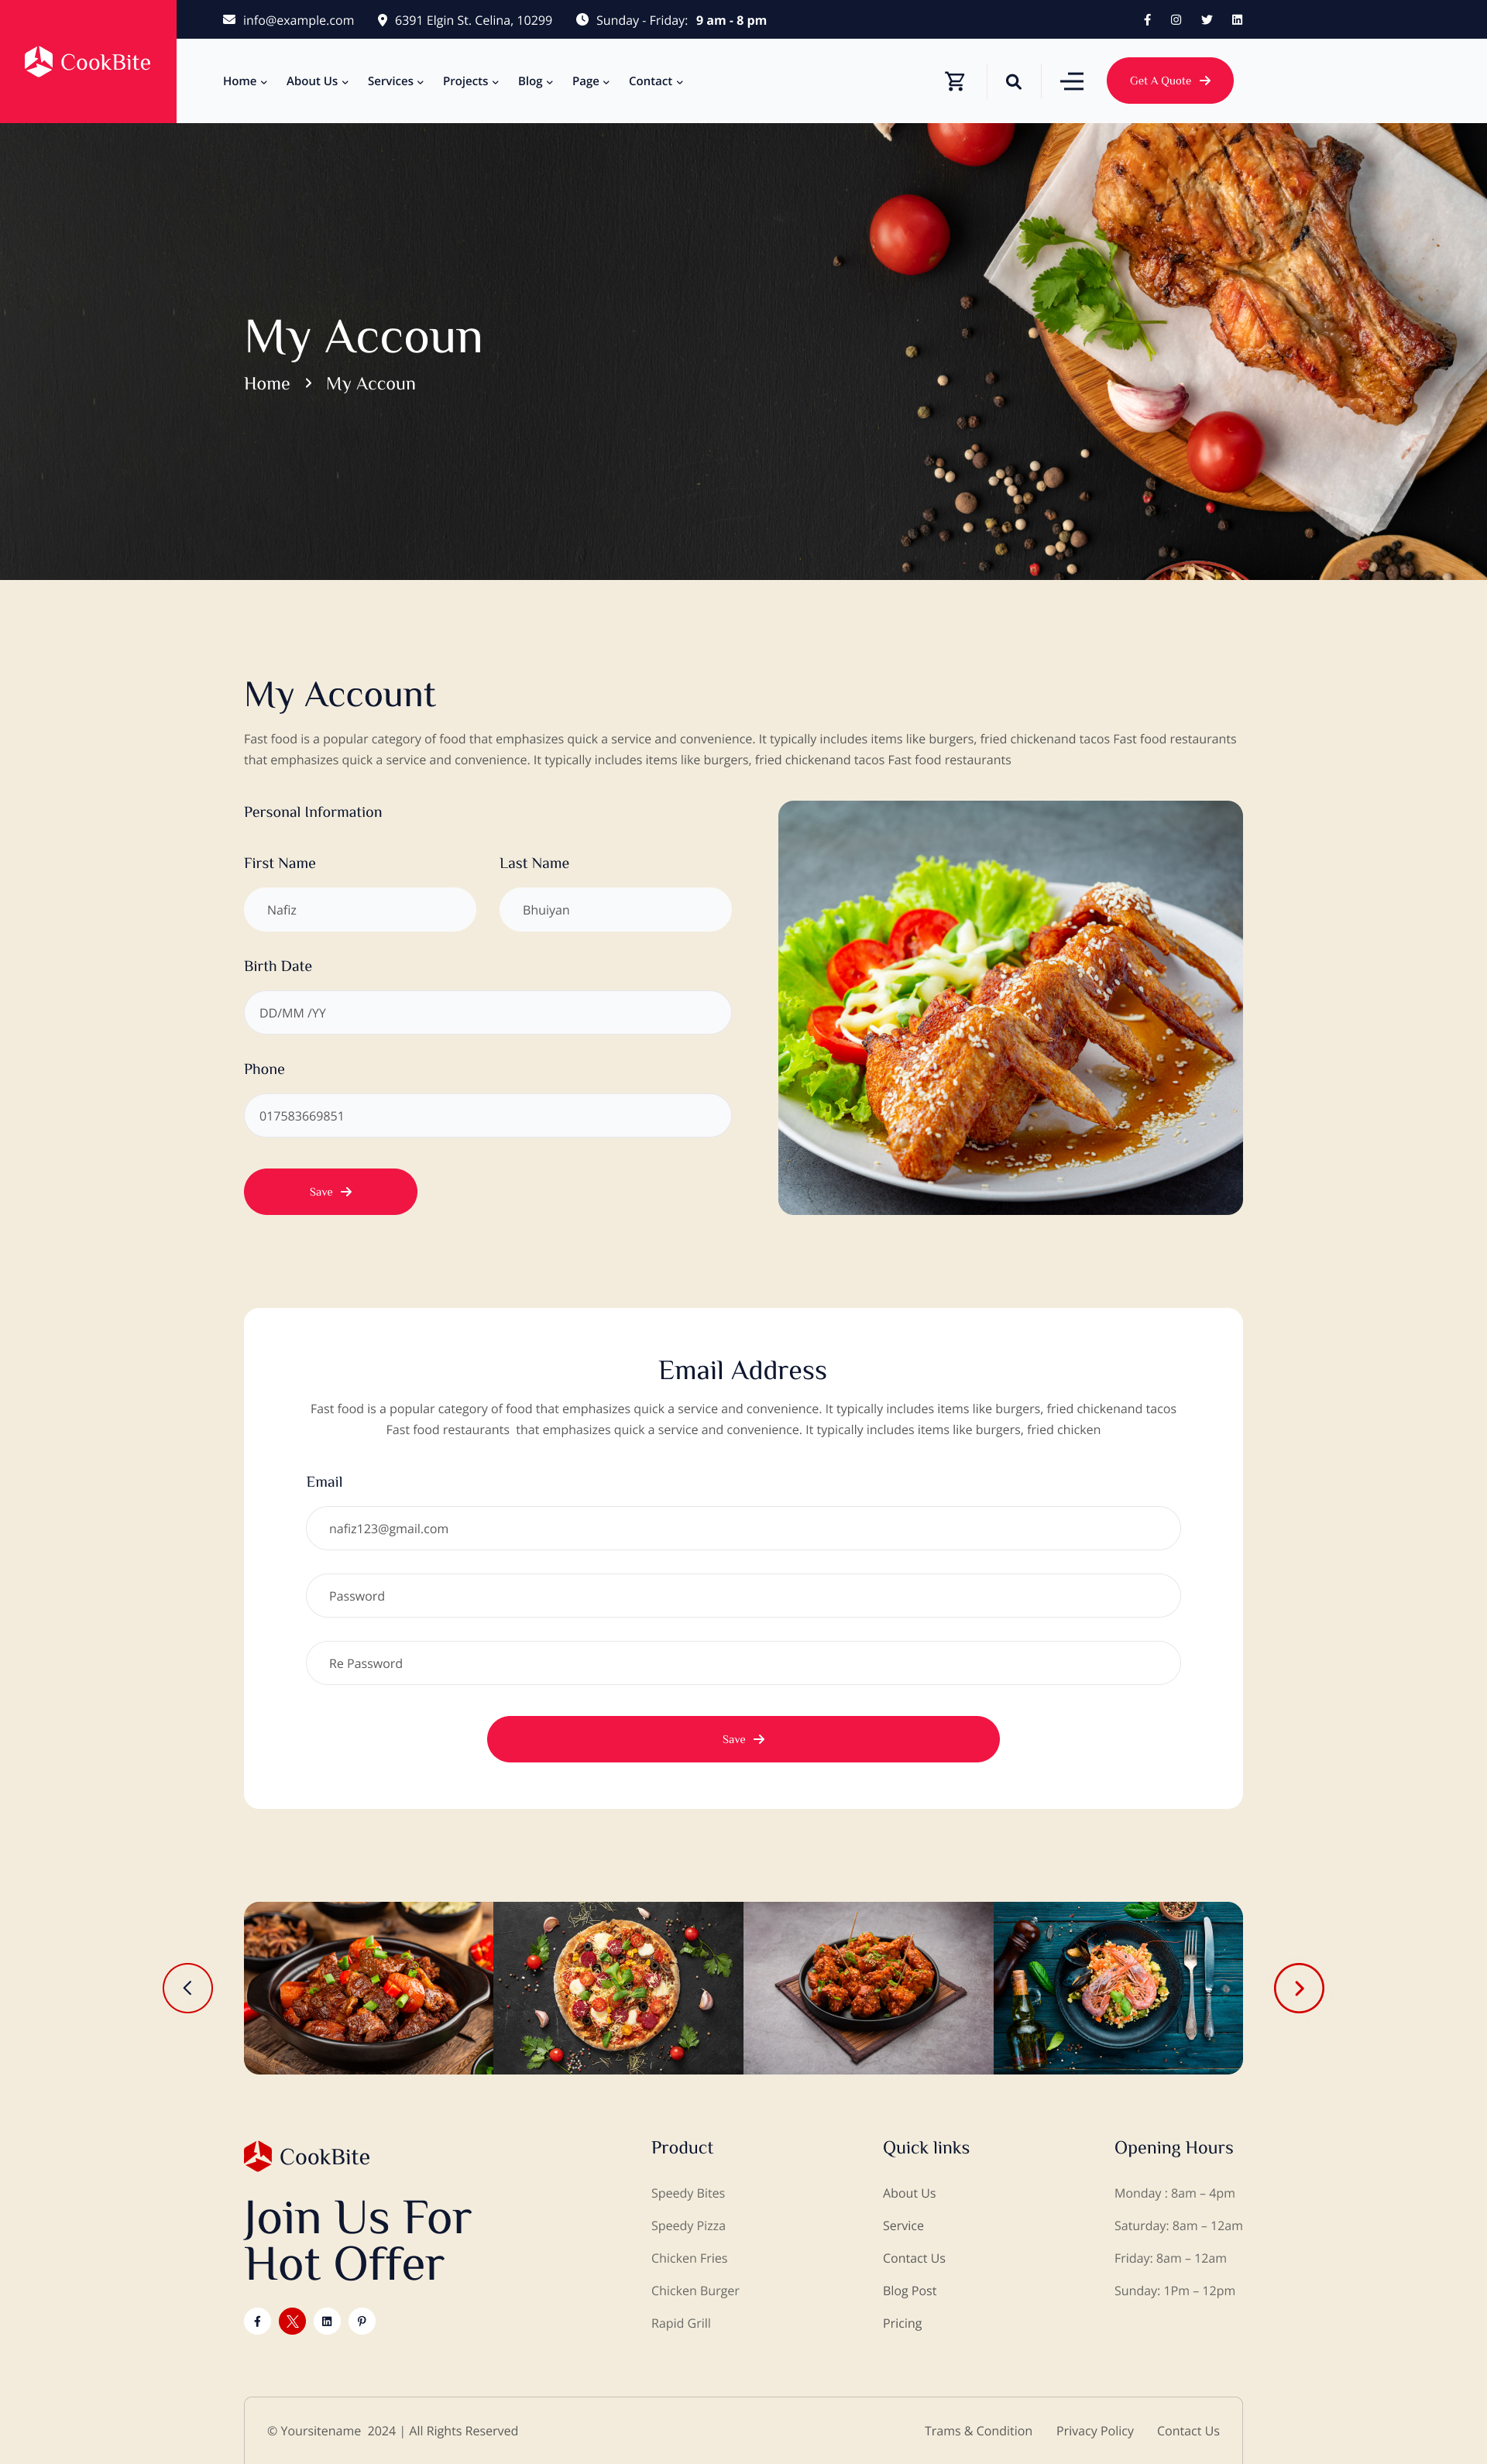 CookBite
info@example.com 6391 Elgin St. Celina, 10299 Sunday - Friday: 9 am - 8 pm
Home About Us Services Projects Blog Page Contact Get A Quote
My Accoun
Home My Accoun
My Account
Fast food is a popular category of food that emphasizes quick a service and convenience. It typically includes items like burgers, fried chickenand tacos Fast food restaurants
that emphasizes quick a service and convenience. It typically includes items like burgers, fried chickenand tacos Fast food restaurants
Personal Information
First Name Last Name
Nafiz Bhuiyan
Birth Date
DD/MM /YY
Phone
017583669851
Save
Email Address
Fast food is a popular category of food that emphasizes quick a service and convenience. It typically includes items like burgers, fried chickenand tacos
Fast food restaurants that emphasizes quick a service and convenience. It typically includes items like burgers, fried chicken
Email
nafiz123@gmail.com
Password
Re Password
Save
CookBite
Join Us For
Hot Offer
Product
Speedy Bites
Speedy Pizza
Chicken Fries
Chicken Burger
Rapid Grill
Quick links
About Us
Service
Contact Us
Blog Post
Pricing
Opening Hours
Monday : 8am – 4pm
Saturday: 8am – 12am
Friday: 8am – 12am
Sunday: 1Pm – 12pm
© Yoursitename 2024 | All Rights Reserved
Trams & Condition Privacy Policy Contact Us